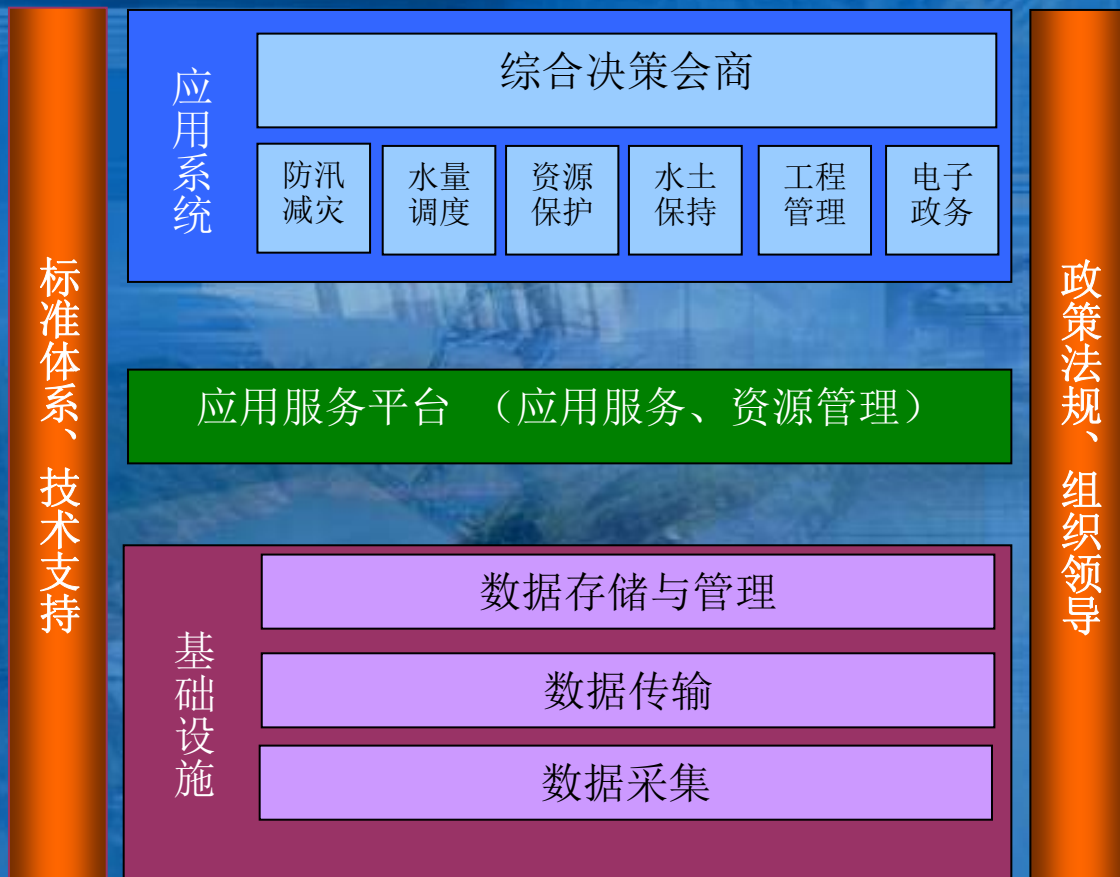 标准体系、技术支持
应用系统
综合决策会商
防汛
减灾
水量
调度
资源
保护
水土
保持
工程
管理
电子
政务
应用服务平台 （应用服务、资源管理）
基础设施
数据存储与管理
数据传输
数据采集
政策法规、组织领导